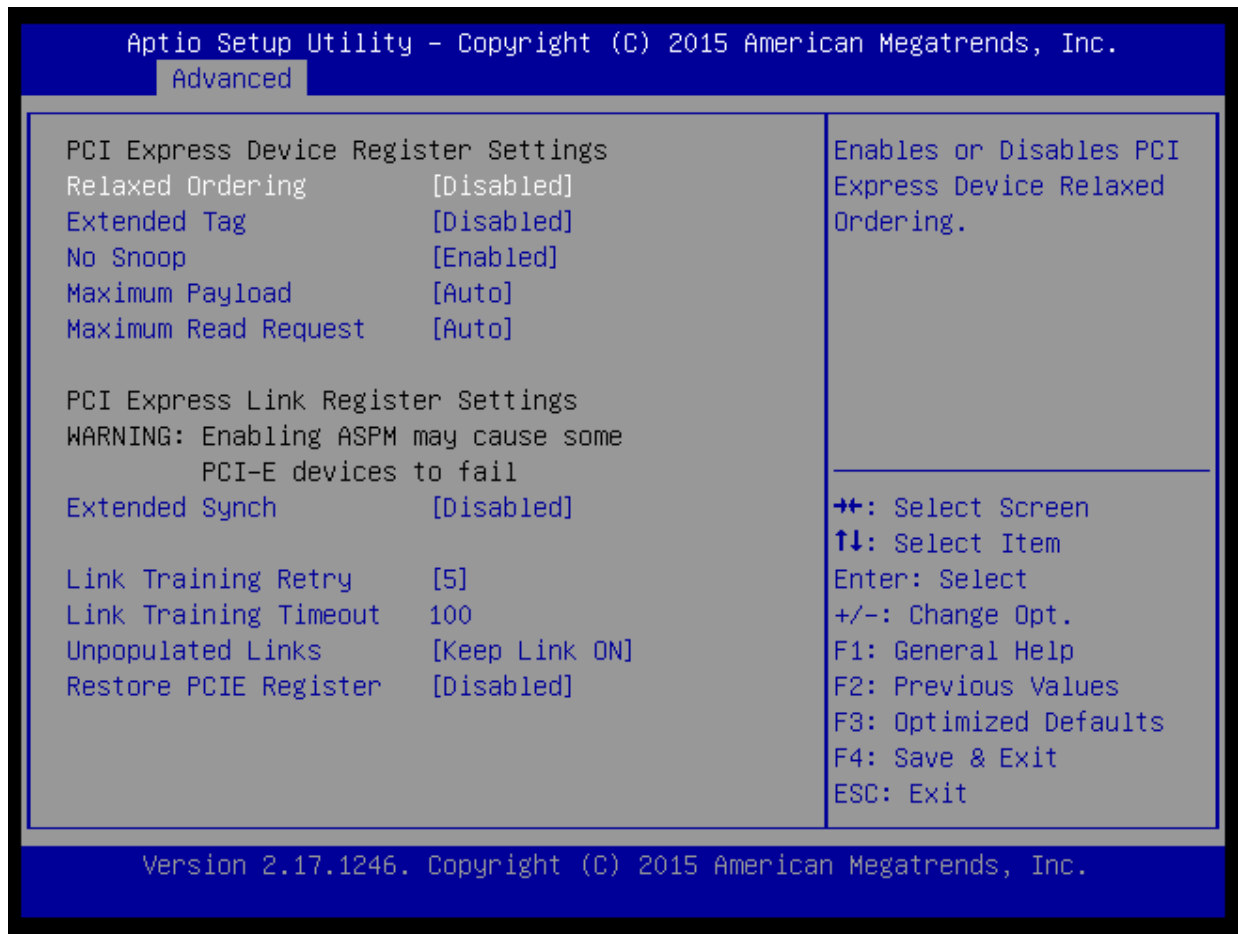 Aptio Setup Utility – Copyright (C) 2015 American Megatrends, Inc.
Advanced
PCI Express Device Register Settings
Relaxed Ordering [Disabled]
Extended Tag [Disabled]
No Snoop [Enabled]
Maximum Payload [Auto]
Maximum Read Request [Auto]
PCI Express Link Register Settings
WARNING: Enabling ASPM may cause some
PCI-E devices to fail
Extended Synch [Disabled]
Link Training Retry [5]
Link Training Timeout 100
Unpopulated Links [Keep Link ON]
Restore PCIE Register [Disabled]
Enables or Disables PCI
Express Device Relaxed
Ordering.
→←: Select Screen
↑↓: Select Item
Enter: Select
+/-: Change Opt.
F1: General Help
F2: Previous Values
F3: Optimized Defaults
F4: Save & Exit
ESC: Exit
Version 2.17.1246. Copyright (C) 2015 American Megatrends, Inc.